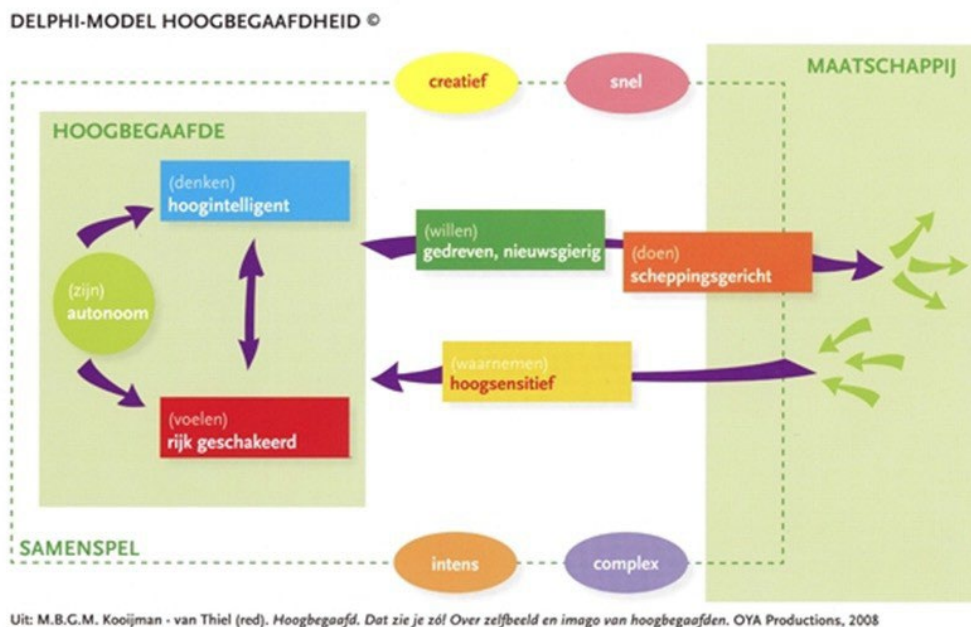 DELPHI-MODEL HOOGBEGAAFDHEID ©
creatief
snel
MAATSCHAPPIJ
HOOGBEGAAFDE
(denken)
hoogintelligent
(willen)
gedreven, nieuwsgierig
(doen)
scheppingsgericht
(zijn)
autonoom
(waarnemen)
hoogsensitief
(voelen)
rijk geschakeerd
SAMENSPEL
intens
complex
Uit: M.B.G.M. Kooijman - van Thiel (red). Hoogbegaafd. Dat zie je zó! Over zelfbeeld en imago van hoogbegaafden. OYA Productions, 2008